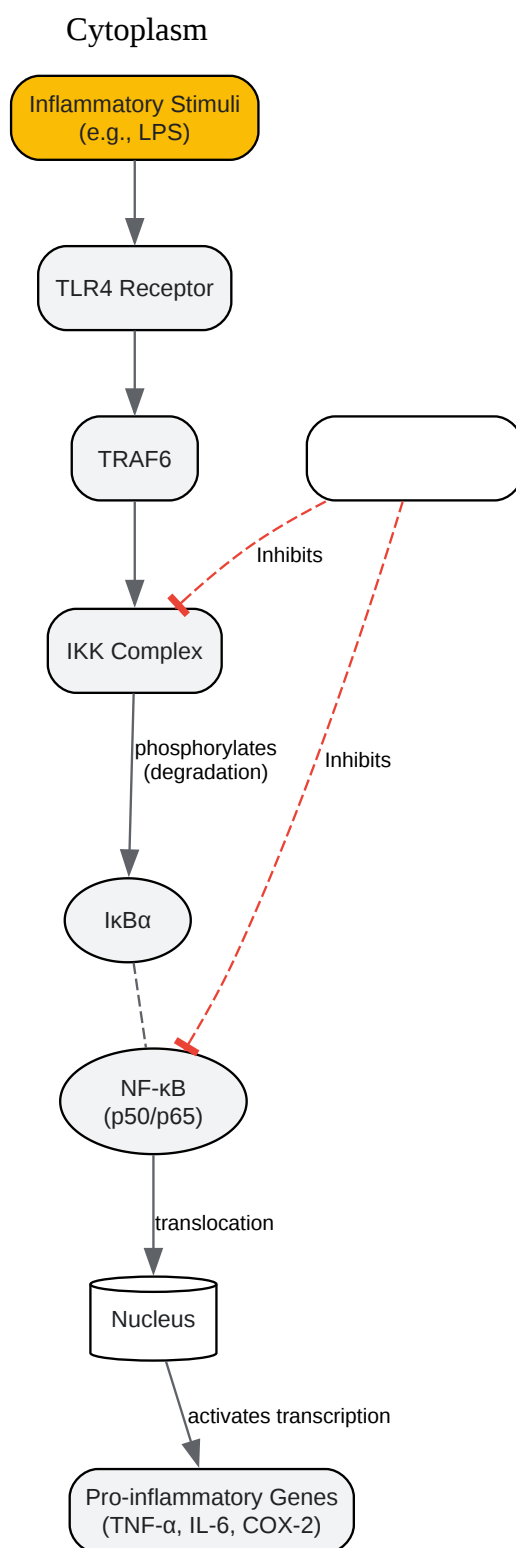 Cytoplasm
Inflammatory Stimuli
(e.g., LPS)
TLR4 Receptor
TRAF6
Inhibits
IKK Complex
phosphorylates
(degradation)
Inhibits
IκBα
NF-κB
(p50/p65)
translocation
Nucleus
activates transcription
Pro-inflammatory Genes
(TNF-α, IL-6, COX-2)